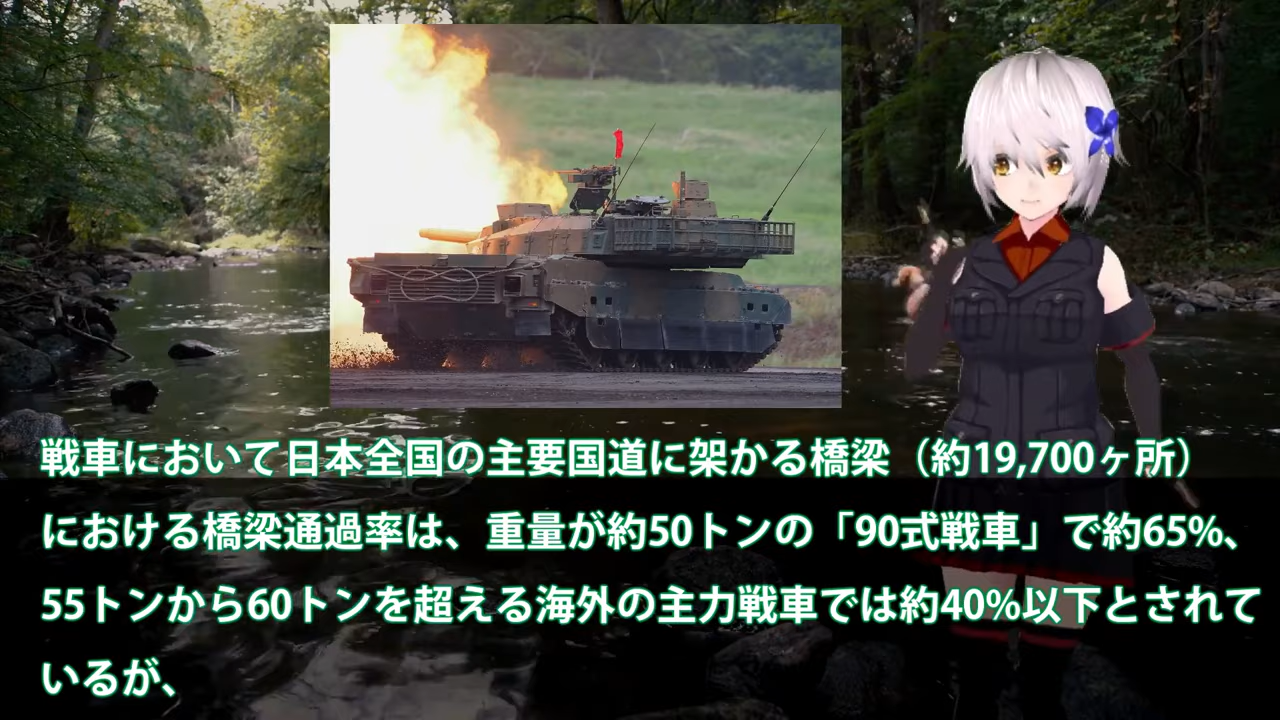 戦車において日本全国の主要国道に架かる橋梁（約19,700ヶ所）
における橋梁通過率は、重量が約50トンの「90式戦車」で約65%、
55トンから60トンを超える海外の主力戦車では約40%以下とされて
いるが、